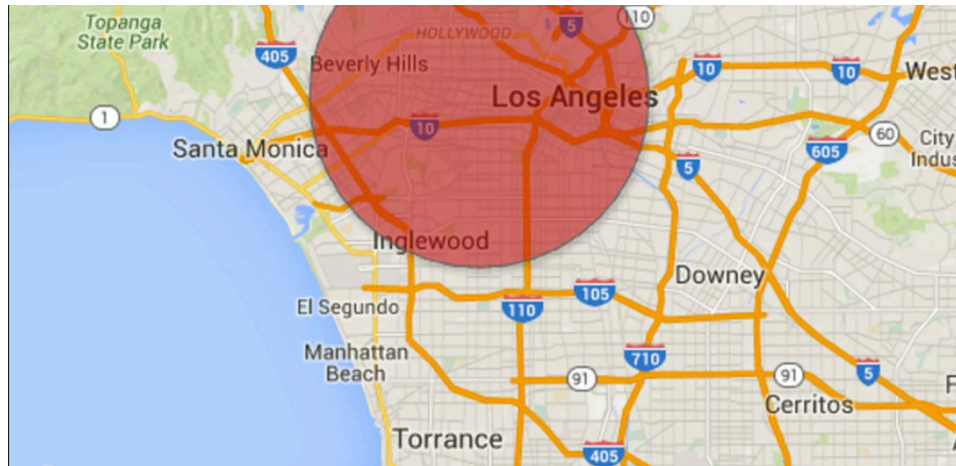 Topanga
State Park
405
Beverly Hills
HOLLYWOOD
5
110
10
10
West
Los Angeles
1
10
Santa Monica
5
605
60
City
Indus
Inglewood
Downey
El Segundo
110
105
Manhattan
Beach
710
91
91
5
F
Cerritos
Torrance
405
A